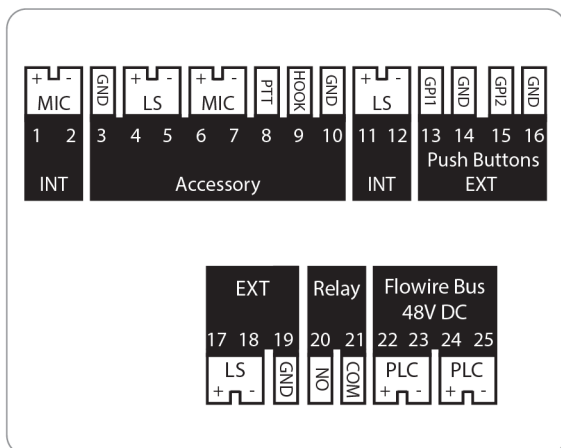 + - GND + - + - PTT HOOK GND + - GPI1 GND GPI2 GND
MIC LS MIC LS
1 2 3 4 5 6 7 8 9 10 11 12 13 14 15 16
Push Buttons
INT Accessory INT EXT
EXT Relay Flowire Bus
48V DC
17 18 19 20 21 22 23 24 25
LS GND NO COM PLC PLC
+ - + - + -